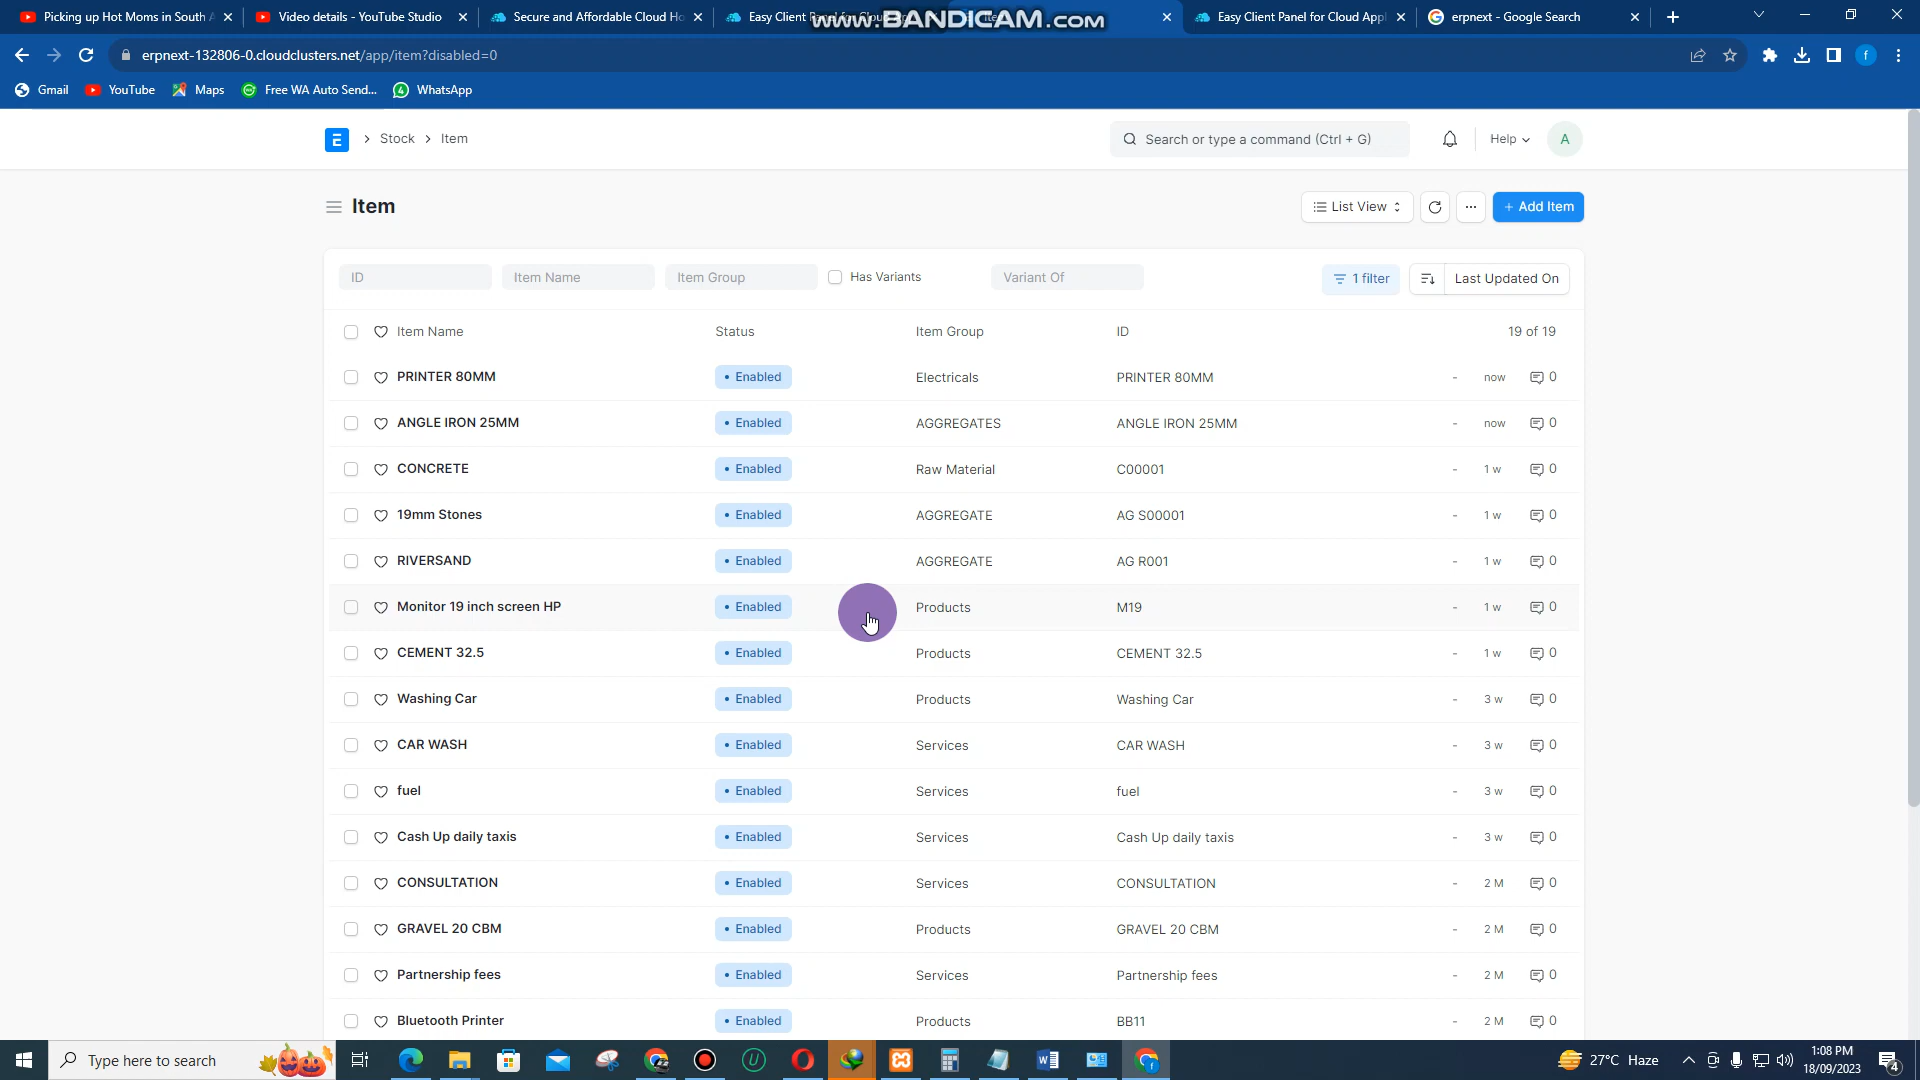 Picking up Hot Moms in South A
Video details - YouTube Studio
Secure and Affordable Cloud Ho
Easy Client Panel for Cloud
www.BANDICAM.com
Easy Client Panel for Cloud Appl
erpnext - Google Search
erpnext-132806-0.cloudclusters.net/app/item?disabled=0
f
Gmail
YouTube
Maps
Free WA Auto Send...
WhatsApp
E
Stock
Item
Search or type a command (Ctrl + G)
Help
A
Item
List View
+ Add Item
ID
Item Name
Item Group
Has Variants
Variant Of
1 filter
Last Updated On
Item Name Status Item Group ID 19 of 19
PRINTER 80MM • Enabled Electricals PRINTER 80MM - now 0
ANGLE IRON 25MM • Enabled AGGREGATES ANGLE IRON 25MM - now 0
CONCRETE • Enabled Raw Material C00001 - 1 w 0
19mm Stones • Enabled AGGREGATE AG S00001 - 1 w 0
RIVERSAND • Enabled AGGREGATE AG R001 - 1 w 0
Monitor 19 inch screen HP • Enabled Products M19 - 1 w 0
CEMENT 32.5 • Enabled Products CEMENT 32.5 - 1 w 0
Washing Car • Enabled Products Washing Car - 3 w 0
CAR WASH • Enabled Services CAR WASH - 3 w 0
fuel • Enabled Services fuel - 3 w 0
Cash Up daily taxis • Enabled Services Cash Up daily taxis - 3 w 0
CONSULTATION • Enabled Services CONSULTATION - 2 M 0
GRAVEL 20 CBM • Enabled Products GRAVEL 20 CBM - 2 M 0
Partnership fees • Enabled Services Partnership fees - 2 M 0
Bluetooth Printer • Enabled Products BB11 - 2 M 0
Type here to search
27°C Haze
1:08 PM
18/09/2023
4